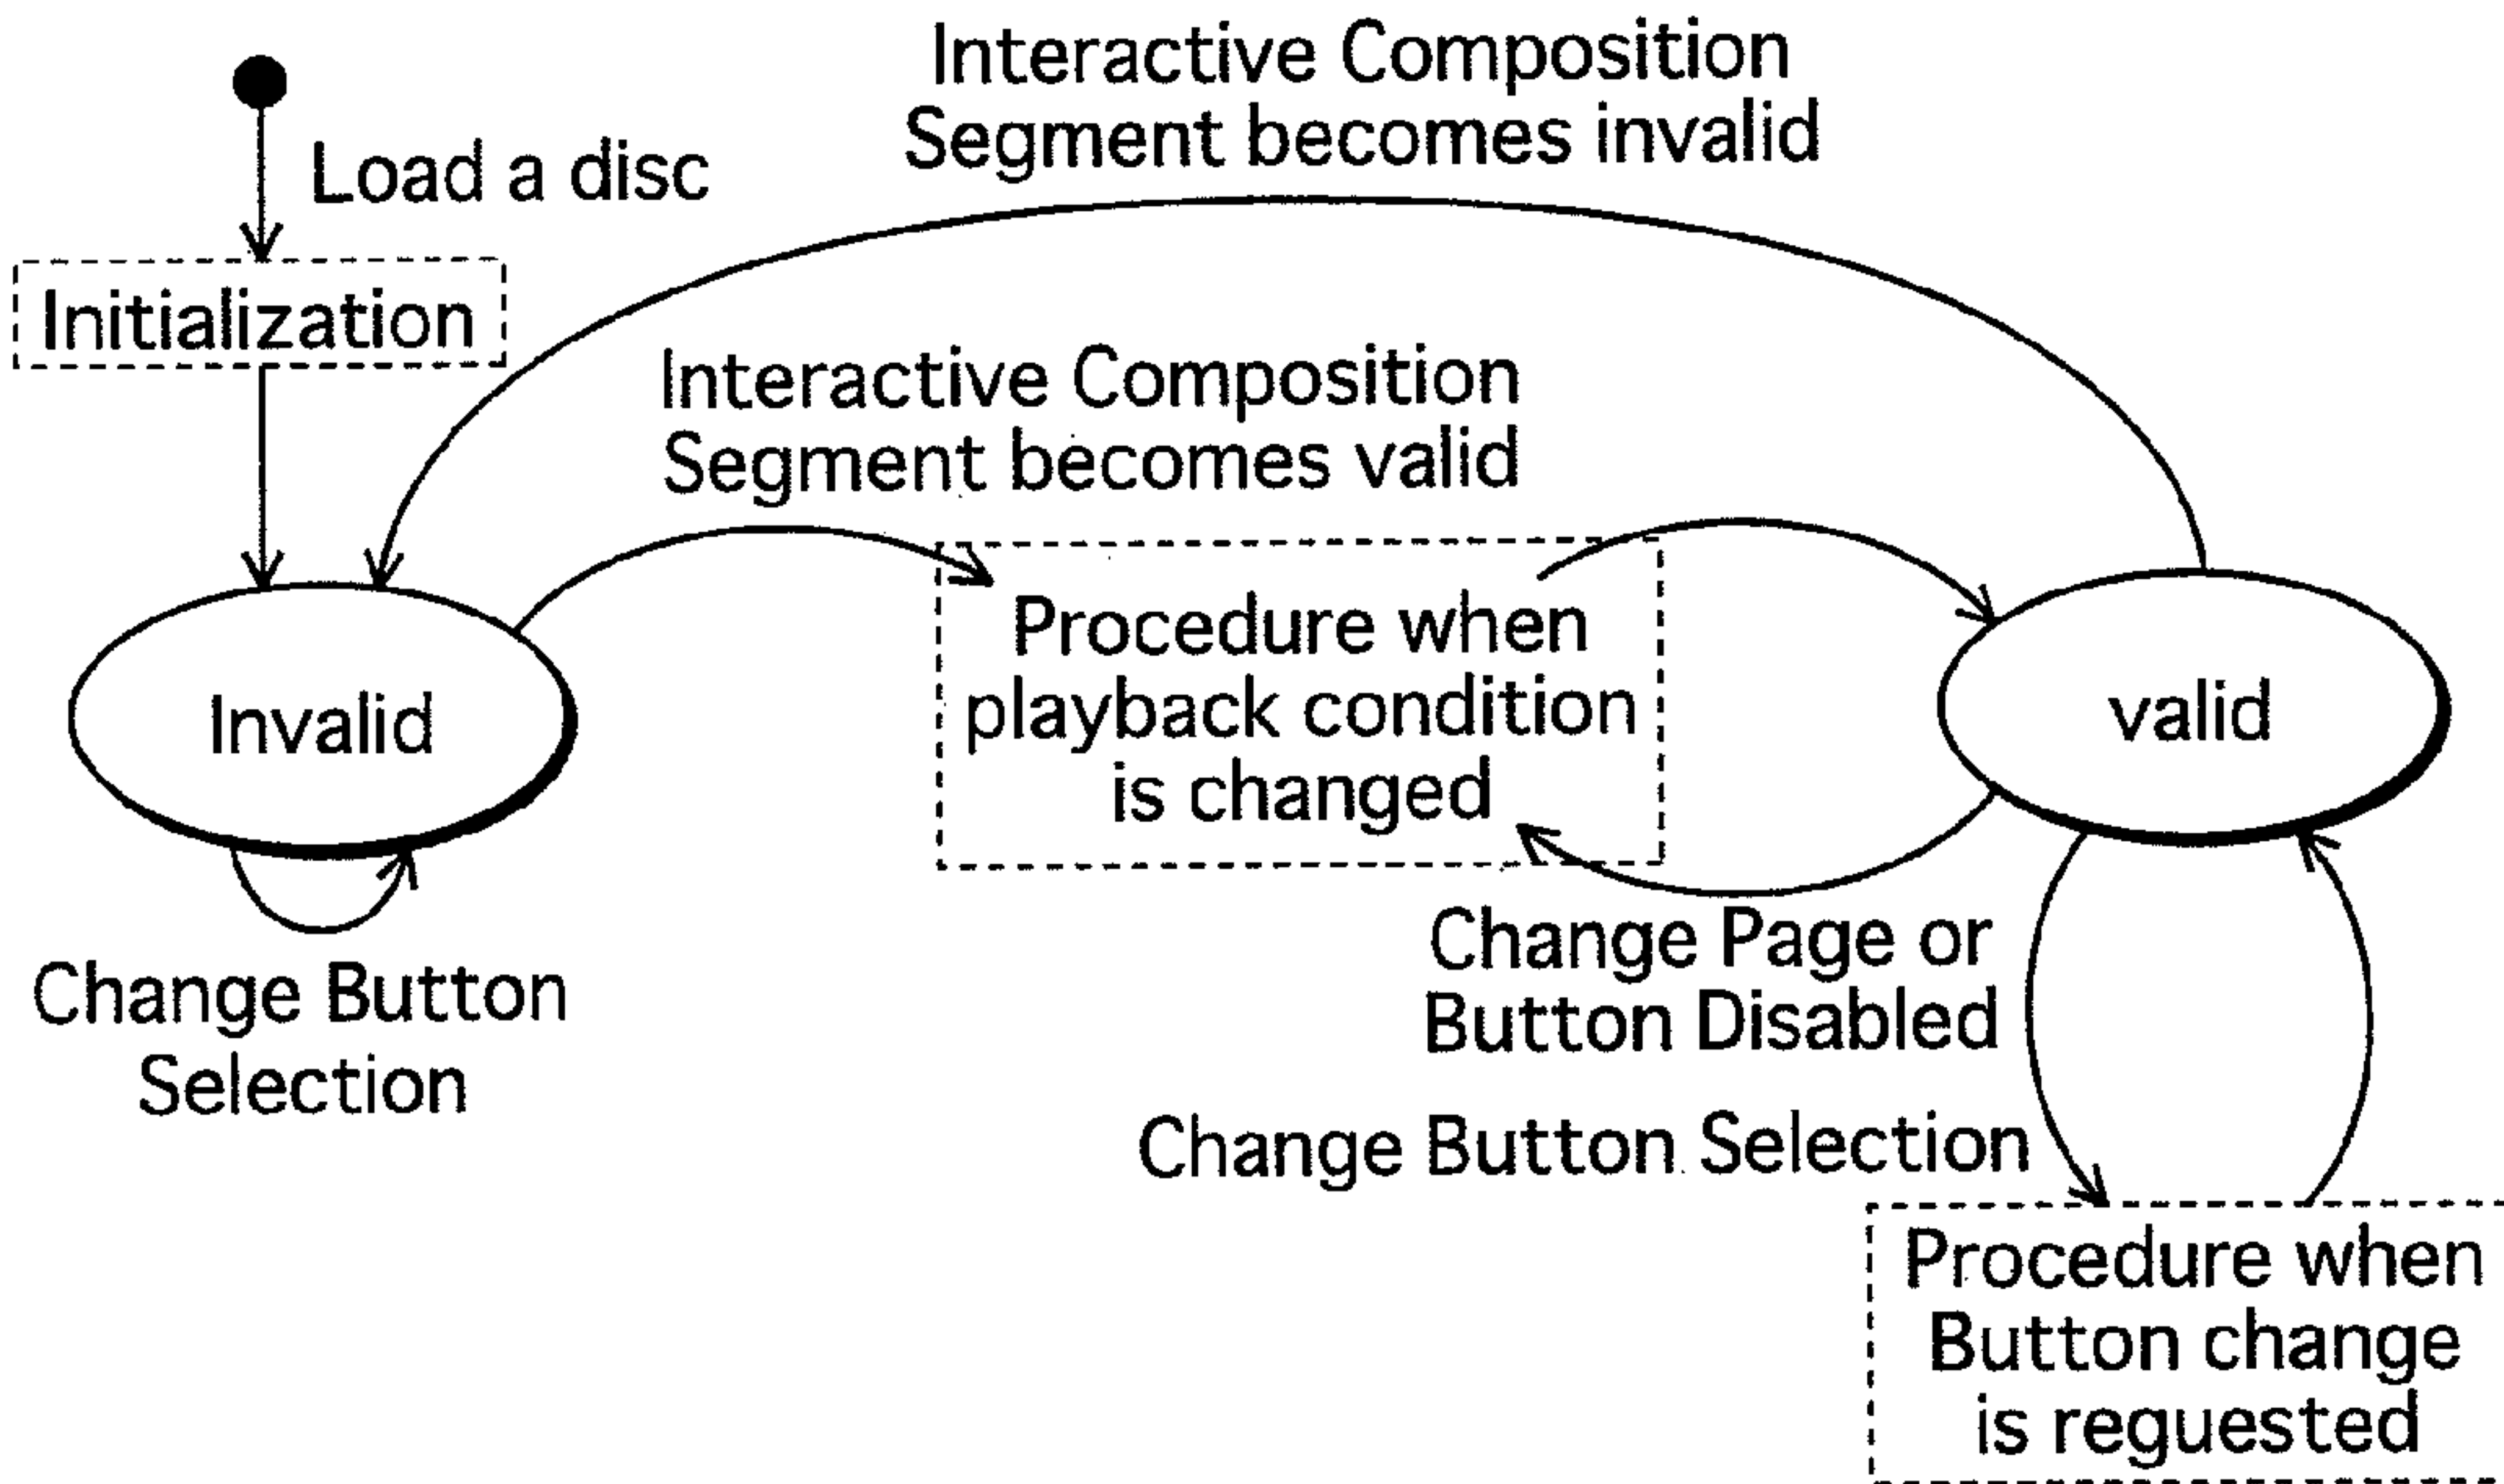 Interactive Composition
Segment becomes invalid
Load a disc
Initialization
Interactive Composition
Segment becomes valid
Procedure when
playback condition
is changed
Invalid
valid
Change Button
Selection
Change Page or
Button Disabled
Change Button Selection
Procedure when
Button change
is reguested